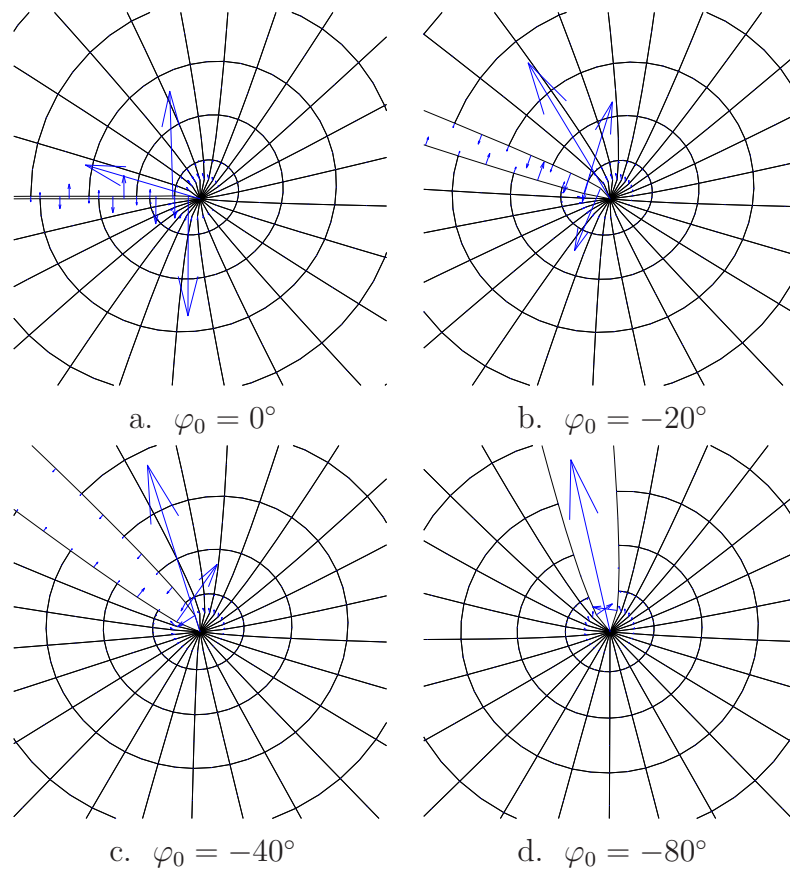 a. φ₀ = 0° b. φ₀ = −20°
c. φ₀ = −40° d. φ₀ = −80°